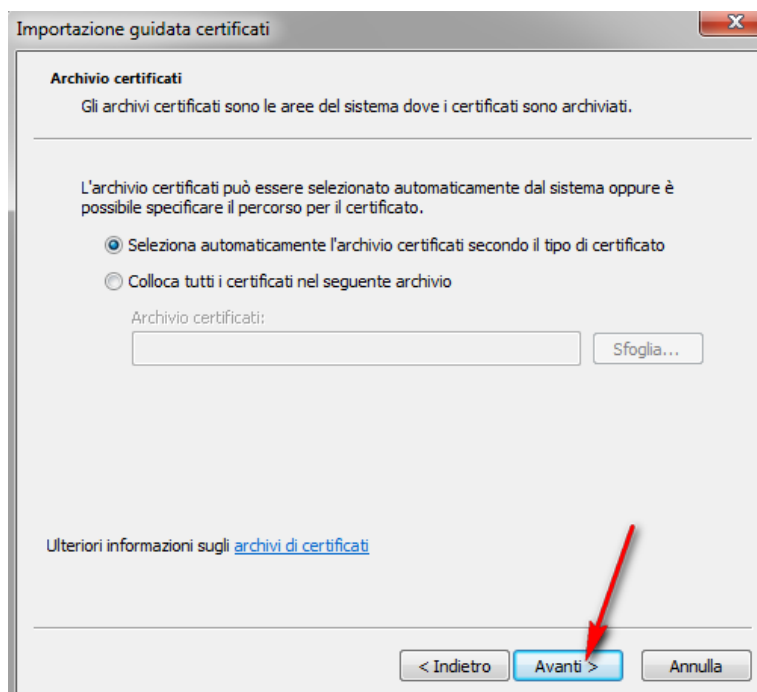 Importazione guidata certificati
Archivio certificati
Gli archivi certificati sono le aree del sistema dove i certificati sono archiviati.
L'archivio certificati può essere selezionato automaticamente dal sistema oppure è
possibile specificare il percorso per il certificato.
Seleziona automaticamente l'archivio certificati secondo il tipo di certificato
Colloca tutti i certificati nel seguente archivio
Archivio certificati:
Sfoglia...
Ulteriori informazioni sugli archivi di certificati
< Indietro Avanti > Annulla